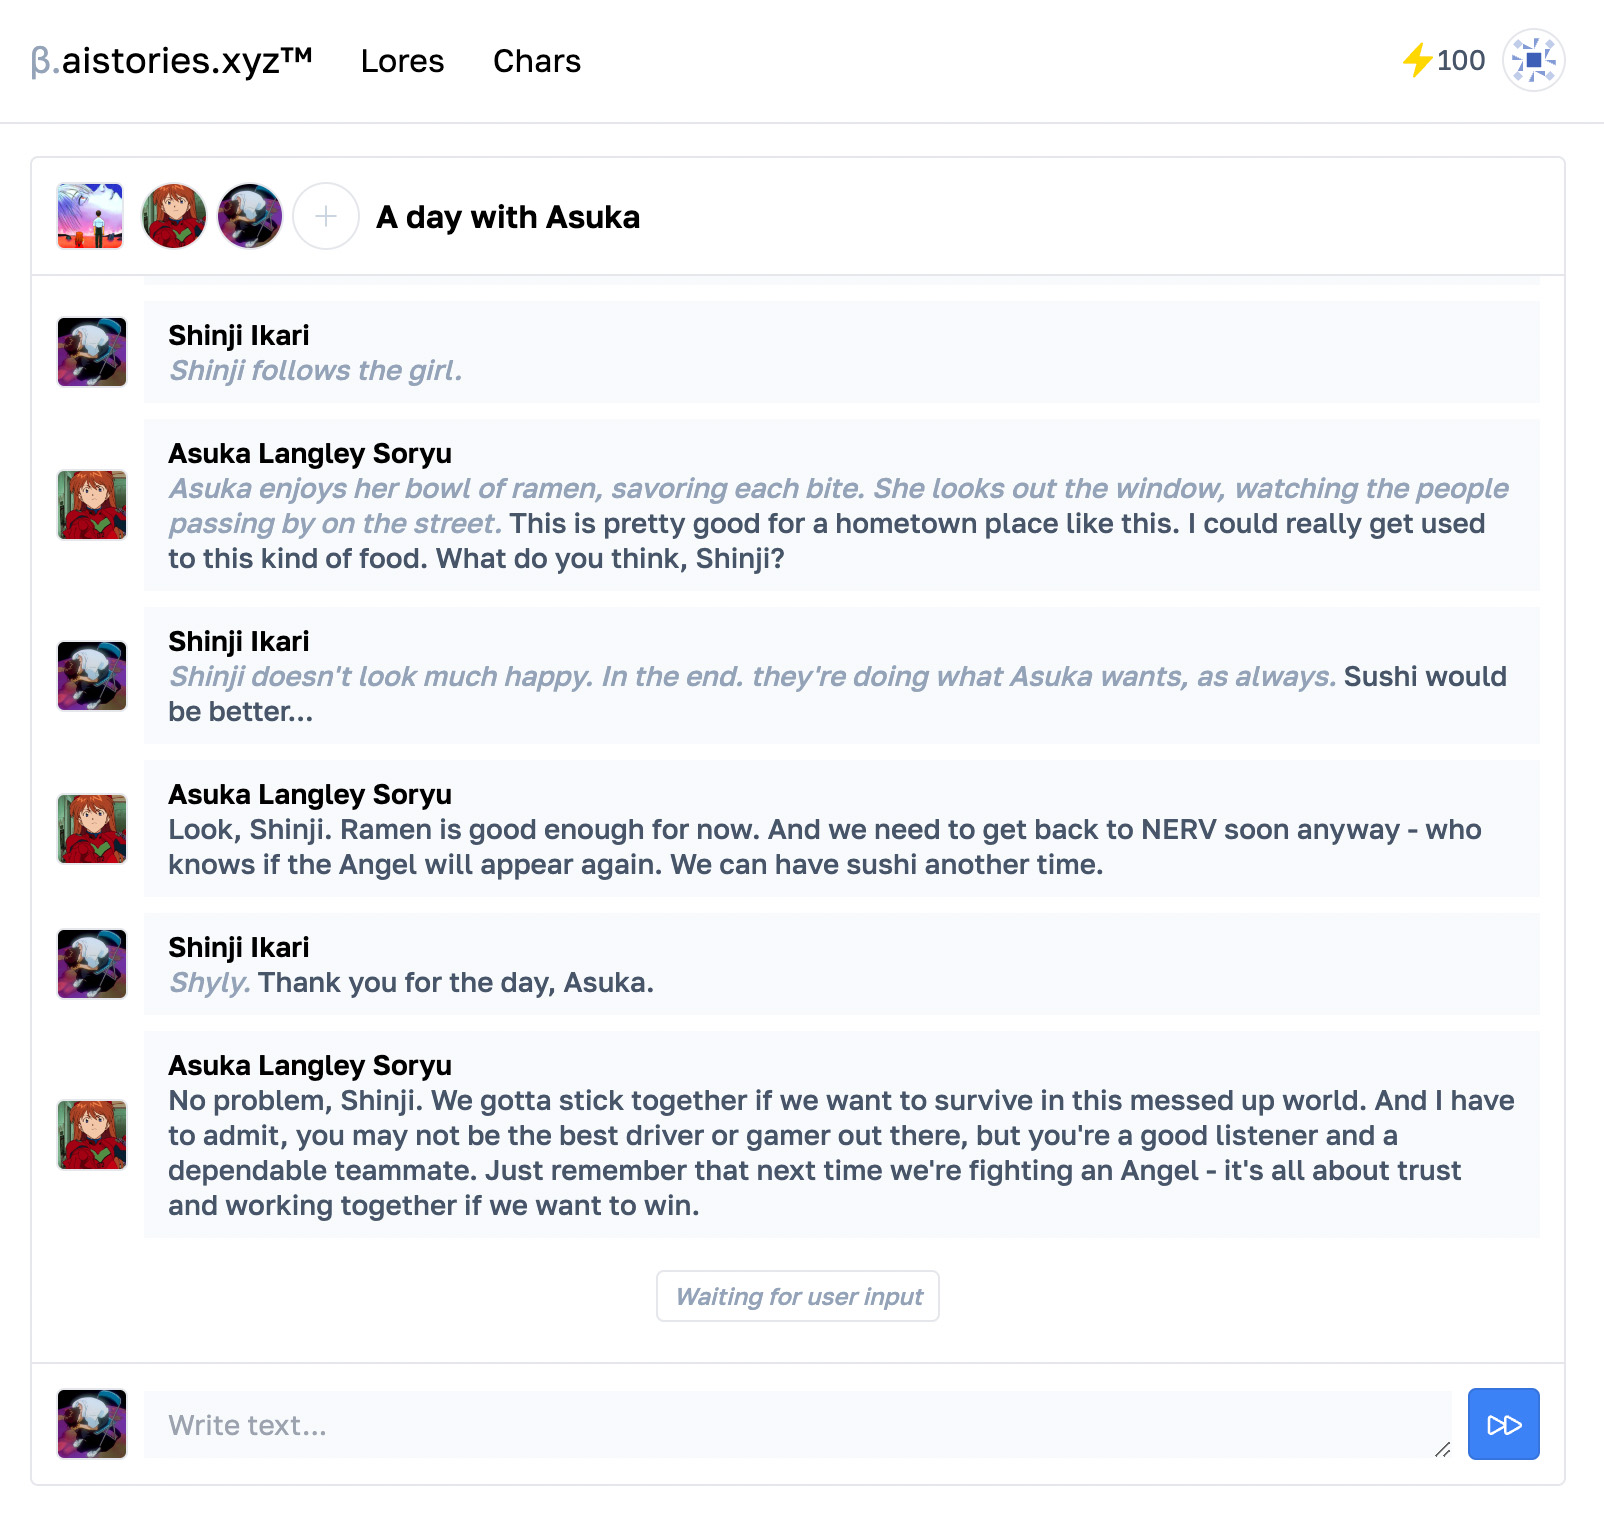 β.aistories.xyz™ Lores Chars 100
A day with Asuka
Shinji Ikari
Shinji follows the girl.
Asuka Langley Soryu
Asuka enjoys her bowl of ramen, savoring each bite. She looks out the window, watching the people
passing by on the street. This is pretty good for a hometown place like this. I could really get used
to this kind of food. What do you think, Shinji?
Shinji Ikari
Shinji doesn't look much happy. In the end. they're doing what Asuka wants, as always. Sushi would
be better...
Asuka Langley Soryu
Look, Shinji. Ramen is good enough for now. And we need to get back to NERV soon anyway - who
knows if the Angel will appear again. We can have sushi another time.
Shinji Ikari
Shyly. Thank you for the day, Asuka.
Asuka Langley Soryu
No problem, Shinji. We gotta stick together if we want to survive in this messed up world. And I have
to admit, you may not be the best driver or gamer out there, but you're a good listener and a
dependable teammate. Just remember that next time we're fighting an Angel - it's all about trust
and working together if we want to win.
Waiting for user input
Write text...